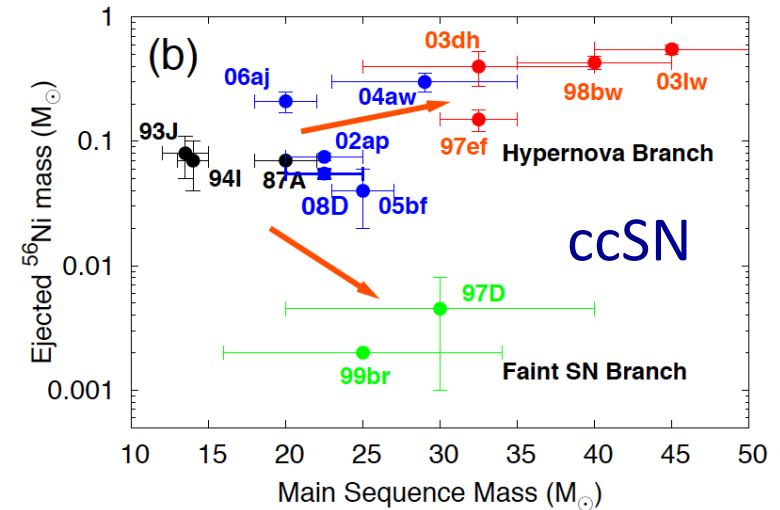 (b)
1
0.1
0.01
0.001
Ejected ⁵⁶Ni mass (M☉)
10 15 20 25 30 35 40 45 50
Main Sequence Mass (M☉)
03dh
06aj
04aw
98bw
03lw
93J
02ap
97ef
Hypernova Branch
94I
87A
08D
05bf
ccSN
97D
99br
Faint SN Branch